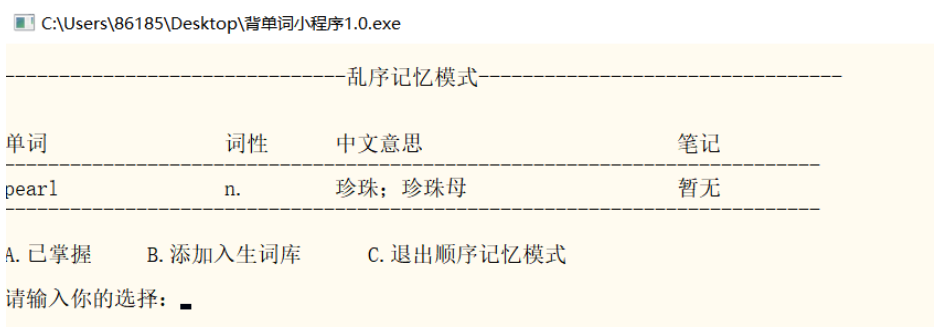 C:\Users\86185\Desktop\背单词小程序1.0.exe
-------------------------------乱序记忆模式---------------------------------
单词 词性 中文意思 笔记
--------------------------------------------------------------------------
pearl n. 珍珠; 珍珠母 暂无
--------------------------------------------------------------------------
A.已掌握 B.添加入生词库 C.退出顺序记忆模式
请输入你的选择: